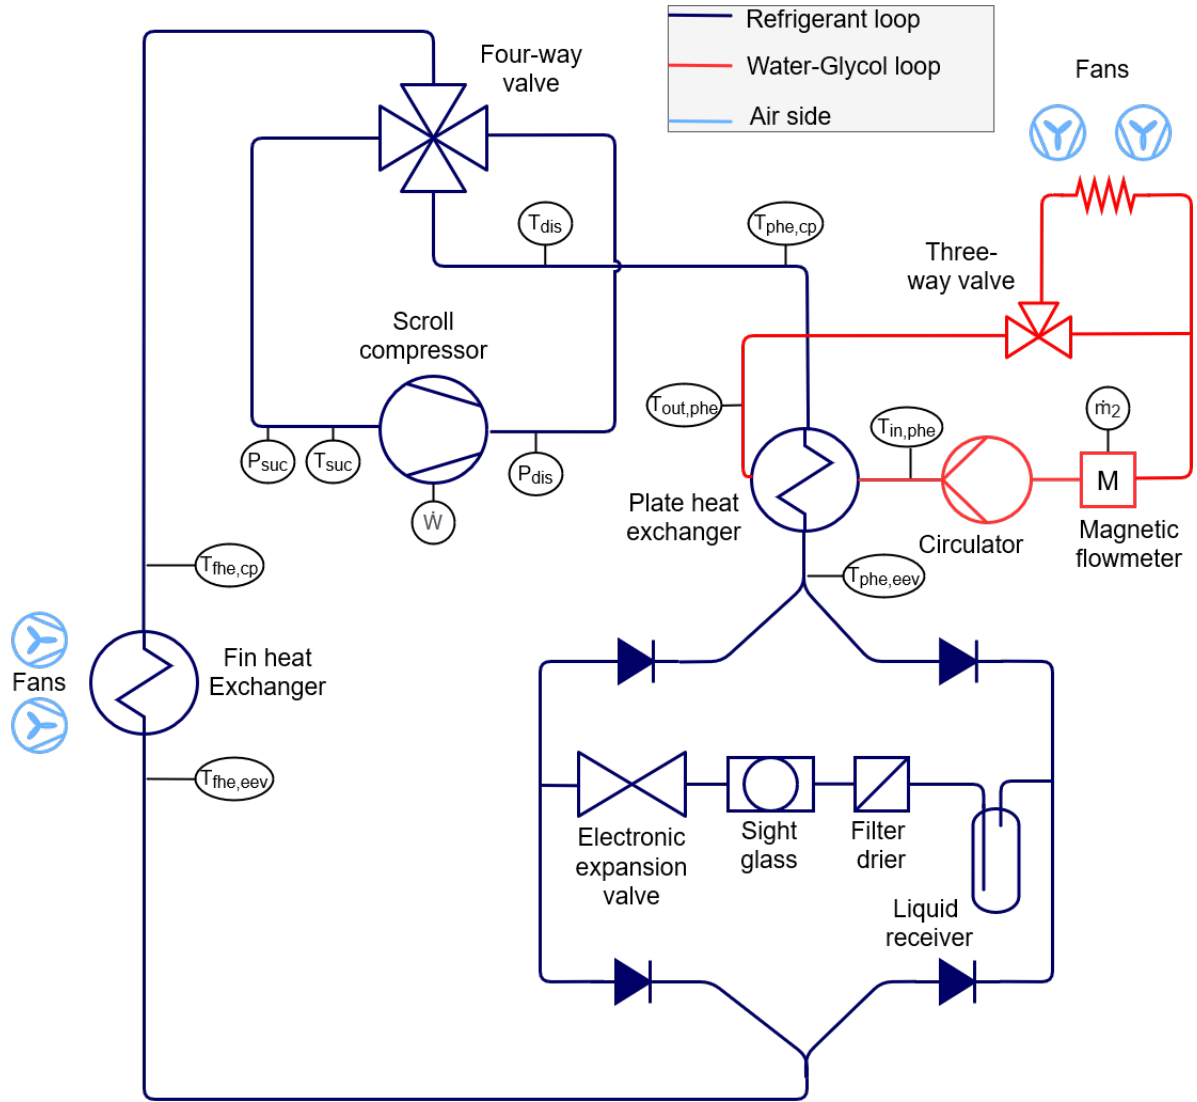 Refrigerant loop
Water-Glycol loop
Air side
Four-way
valve
Fans
Tdis
Tphe,cp
Three-
way valve
Scroll
compressor
Tout,phe
Tin,phe
ṁ2
Psuc
Tsuc
Pdis
M
Ẇ
Plate heat
exchanger
Circulator
Magnetic
flowmeter
Tfhe,cp
Tphe,eev
Fans
Fin heat
Exchanger
Tfhe,eev
Electronic
expansion
valve
Sight
glass
Filter
drier
Liquid
receiver